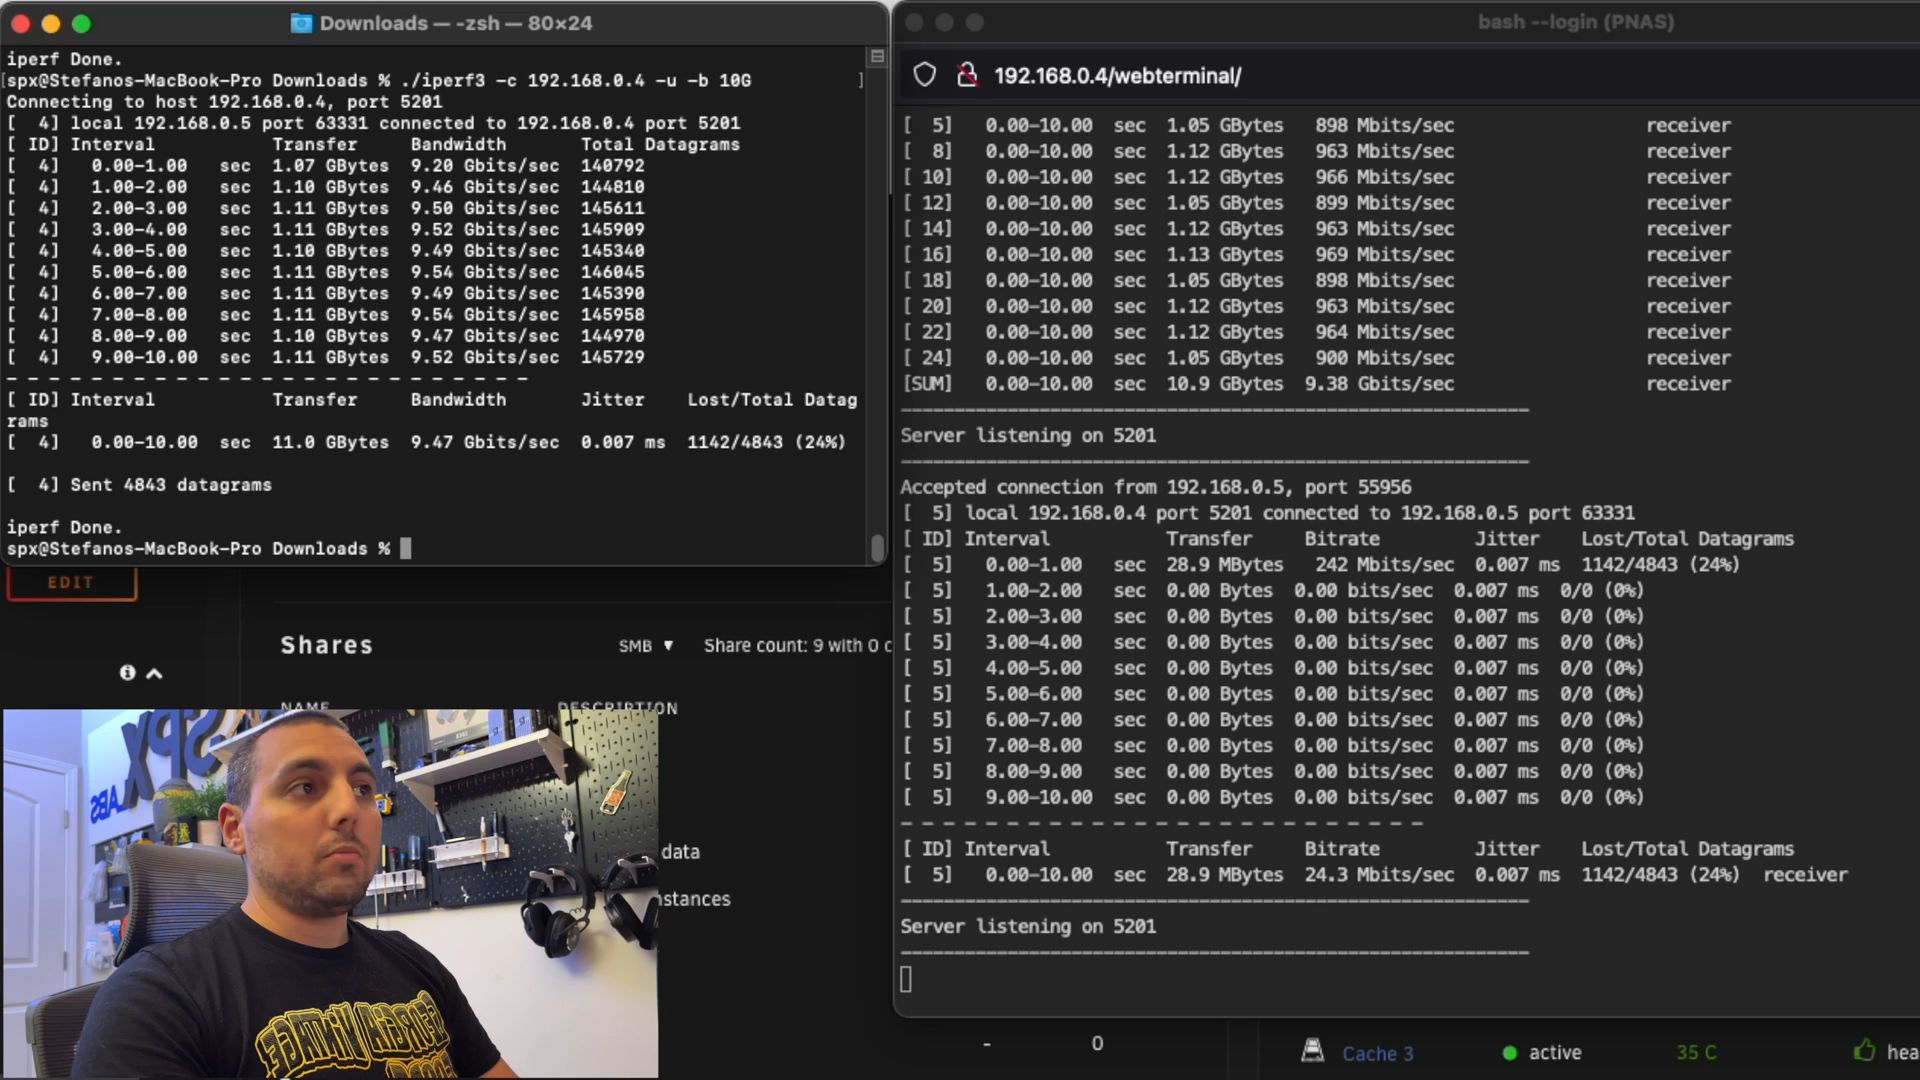 Downloads — -zsh — 80×24
iperf Done.
[spx@Stefanos-MacBook-Pro Downloads % ./iperf3 -c 192.168.0.4 -u -b 10G ]
Connecting to host 192.168.0.4, port 5201
[  4] local 192.168.0.5 port 63331 connected to 192.168.0.4 port 5201
[ ID] Interval Transfer Bandwidth Total Datagrams
[  4] 0.00-1.00 sec 1.07 GBytes 9.20 Gbits/sec 140792
[  4] 1.00-2.00 sec 1.10 GBytes 9.46 Gbits/sec 144810
[  4] 2.00-3.00 sec 1.11 GBytes 9.50 Gbits/sec 145611
[  4] 3.00-4.00 sec 1.11 GBytes 9.52 Gbits/sec 145909
[  4] 4.00-5.00 sec 1.10 GBytes 9.49 Gbits/sec 145340
[  4] 5.00-6.00 sec 1.11 GBytes 9.54 Gbits/sec 146045
[  4] 6.00-7.00 sec 1.11 GBytes 9.49 Gbits/sec 145390
[  4] 7.00-8.00 sec 1.11 GBytes 9.54 Gbits/sec 145958
[  4] 8.00-9.00 sec 1.10 GBytes 9.47 Gbits/sec 144970
[  4] 9.00-10.00 sec 1.11 GBytes 9.52 Gbits/sec 145729
- - - - - - - - - - - - - - - - - - - - - - - - -
[ ID] Interval Transfer Bandwidth Jitter Lost/Total Datag
rams
[  4] 0.00-10.00 sec 11.0 GBytes 9.47 Gbits/sec 0.007 ms 1142/4843 (24%)
[  4] Sent 4843 datagrams
iperf Done.
spx@Stefanos-MacBook-Pro Downloads %
EDIT
Shares SMB ▼ Share count: 9 with 0 c
NAME DESCRIPTION
data
nstances
SPX
LABS
GEORGIA VINTAGE
bash --login (PNAS)
192.168.0.4/webterminal/
[  5] 0.00-10.00 sec 1.05 GBytes 898 Mbits/sec receiver
[  8] 0.00-10.00 sec 1.12 GBytes 963 Mbits/sec receiver
[ 10] 0.00-10.00 sec 1.12 GBytes 966 Mbits/sec receiver
[ 12] 0.00-10.00 sec 1.05 GBytes 899 Mbits/sec receiver
[ 14] 0.00-10.00 sec 1.12 GBytes 963 Mbits/sec receiver
[ 16] 0.00-10.00 sec 1.13 GBytes 969 Mbits/sec receiver
[ 18] 0.00-10.00 sec 1.05 GBytes 898 Mbits/sec receiver
[ 20] 0.00-10.00 sec 1.12 GBytes 963 Mbits/sec receiver
[ 22] 0.00-10.00 sec 1.12 GBytes 964 Mbits/sec receiver
[ 24] 0.00-10.00 sec 1.05 GBytes 900 Mbits/sec receiver
[SUM] 0.00-10.00 sec 10.9 GBytes 9.38 Gbits/sec receiver
-----------------------------------------------------------
Server listening on 5201
-----------------------------------------------------------
Accepted connection from 192.168.0.5, port 55956
[  5] local 192.168.0.4 port 5201 connected to 192.168.0.5 port 63331
[ ID] Interval Transfer Bitrate Jitter Lost/Total Datagrams
[  5] 0.00-1.00 sec 28.9 MBytes 242 Mbits/sec 0.007 ms 1142/4843 (24%)
[  5] 1.00-2.00 sec 0.00 Bytes 0.00 bits/sec 0.007 ms 0/0 (0%)
[  5] 2.00-3.00 sec 0.00 Bytes 0.00 bits/sec 0.007 ms 0/0 (0%)
[  5] 3.00-4.00 sec 0.00 Bytes 0.00 bits/sec 0.007 ms 0/0 (0%)
[  5] 4.00-5.00 sec 0.00 Bytes 0.00 bits/sec 0.007 ms 0/0 (0%)
[  5] 5.00-6.00 sec 0.00 Bytes 0.00 bits/sec 0.007 ms 0/0 (0%)
[  5] 6.00-7.00 sec 0.00 Bytes 0.00 bits/sec 0.007 ms 0/0 (0%)
[  5] 7.00-8.00 sec 0.00 Bytes 0.00 bits/sec 0.007 ms 0/0 (0%)
[  5] 8.00-9.00 sec 0.00 Bytes 0.00 bits/sec 0.007 ms 0/0 (0%)
[  5] 9.00-10.00 sec 0.00 Bytes 0.00 bits/sec 0.007 ms 0/0 (0%)
- - - - - - - - - - - - - - - - - - - - - - - - -
[ ID] Interval Transfer Bitrate Jitter Lost/Total Datagrams
[  5] 0.00-10.00 sec 28.9 MBytes 24.3 Mbits/sec 0.007 ms 1142/4843 (24%) receiver
-----------------------------------------------------------
Server listening on 5201
-----------------------------------------------------------
- 0 Cache 3 active 35 C hea